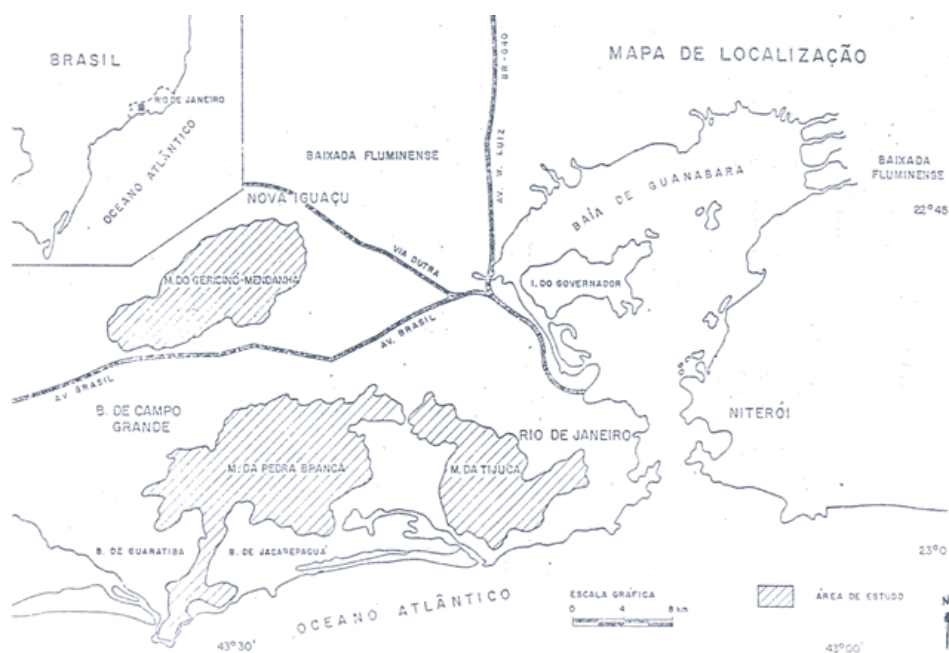 BRASIL
RIO DE JANEIRO
OCEANO ATLÂNTICO
MAPA DE LOCALIZAÇÃO
BR-040
AV. W. LUIZ
BAIXADA FLUMINENSE
BAIXADA
FLUMINENSE
BAÍA DE GUANABARA
22°45'
NOVA IGUAÇU
VIA DUTRA
M. DO GERICINÓ-MENDANHA
I. DO GOVERNADOR
AV. BRASIL
AV. BRASIL
B. DE CAMPO
GRANDE
NITERÓI
RIO DE JANEIRO
M. DA PEDRA BRANCA
M. DA TIJUCA
B. DE GUARATIBA
B. DE JACAREPAGUÁ
23°0
OCEANO ATLÂNTICO
ESCALA GRÁFICA
0 4 8 km
ÁREA DE ESTUDO
N
43°30'
43°00'